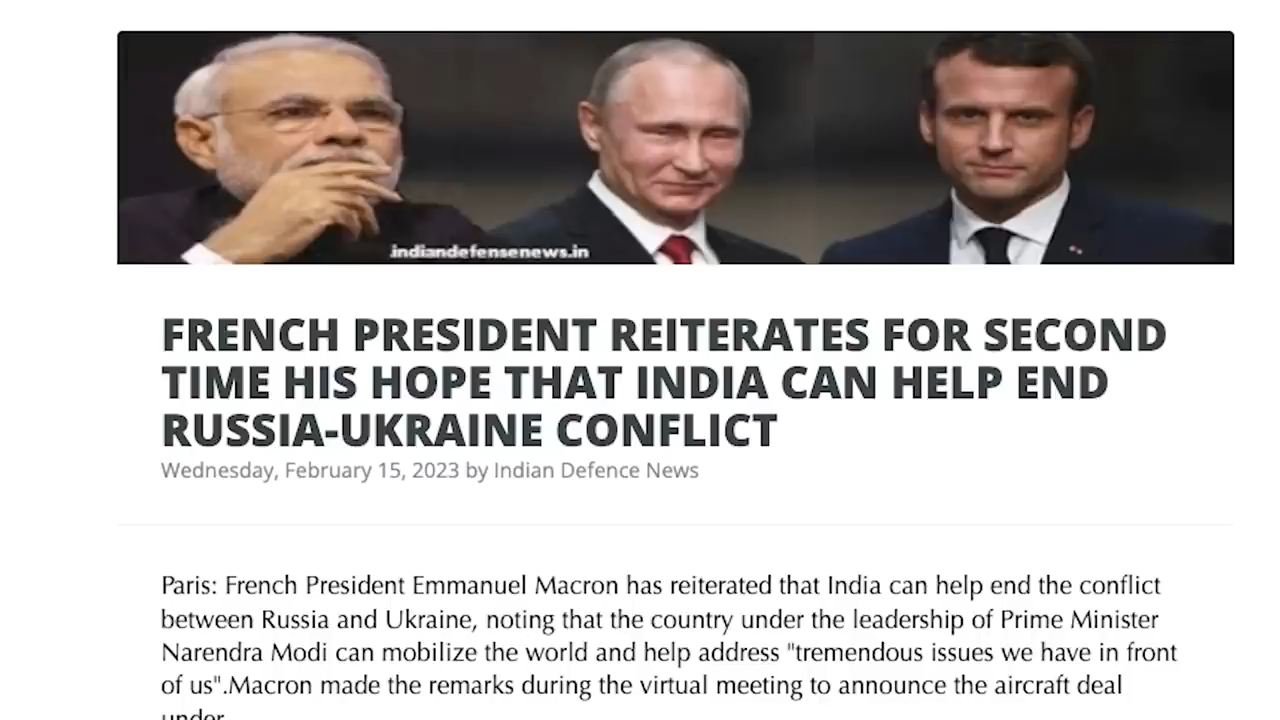 indiandefensenews.in
FRENCH PRESIDENT REITERATES FOR SECOND
TIME HIS HOPE THAT INDIA CAN HELP END
RUSSIA-UKRAINE CONFLICT
Wednesday, February 15, 2023 by Indian Defence News
Paris: French President Emmanuel Macron has reiterated that India can help end the conflict
between Russia and Ukraine, noting that the country under the leadership of Prime Minister
Narendra Modi can mobilize the world and help address "tremendous issues we have in front
of us".Macron made the remarks during the virtual meeting to announce the aircraft deal
under